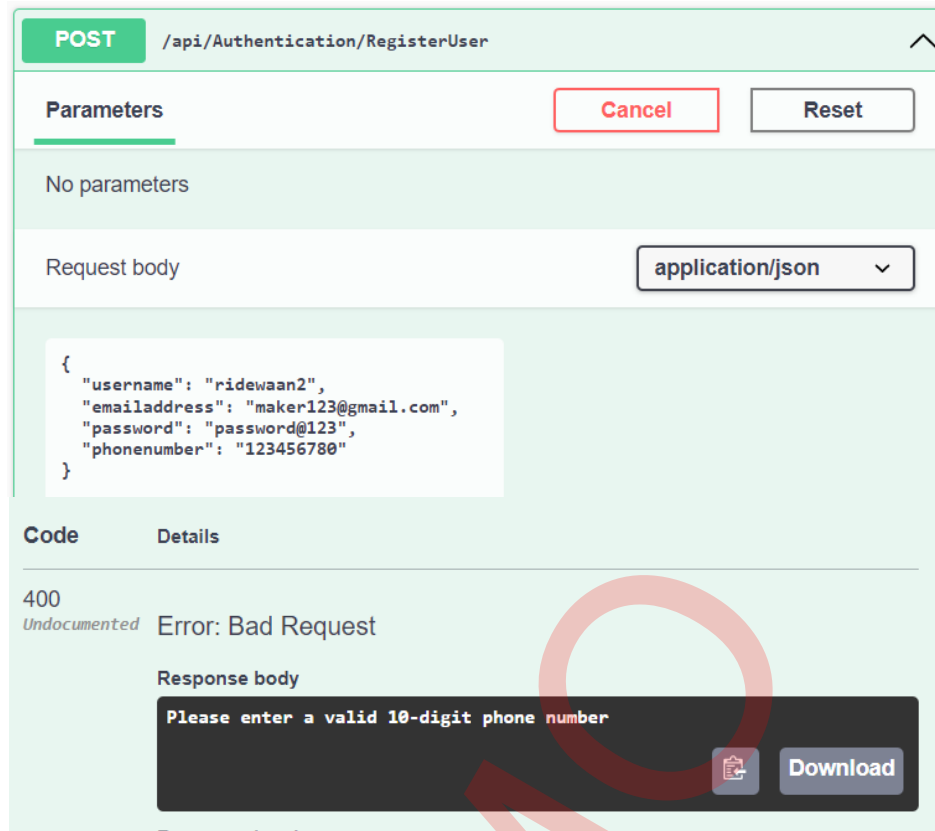 POST /api/Authentication/RegisterUser
Parameters
Cancel
Reset
No parameters
Request body
application/json
{
"username": "ridewaan2",
"emailaddress": "maker123@gmail.com",
"password": "password@123",
"phonenumber": "123456780"
}
Code Details
400
Undocumented
Error: Bad Request
Response body
Please enter a valid 10-digit phone number
Download